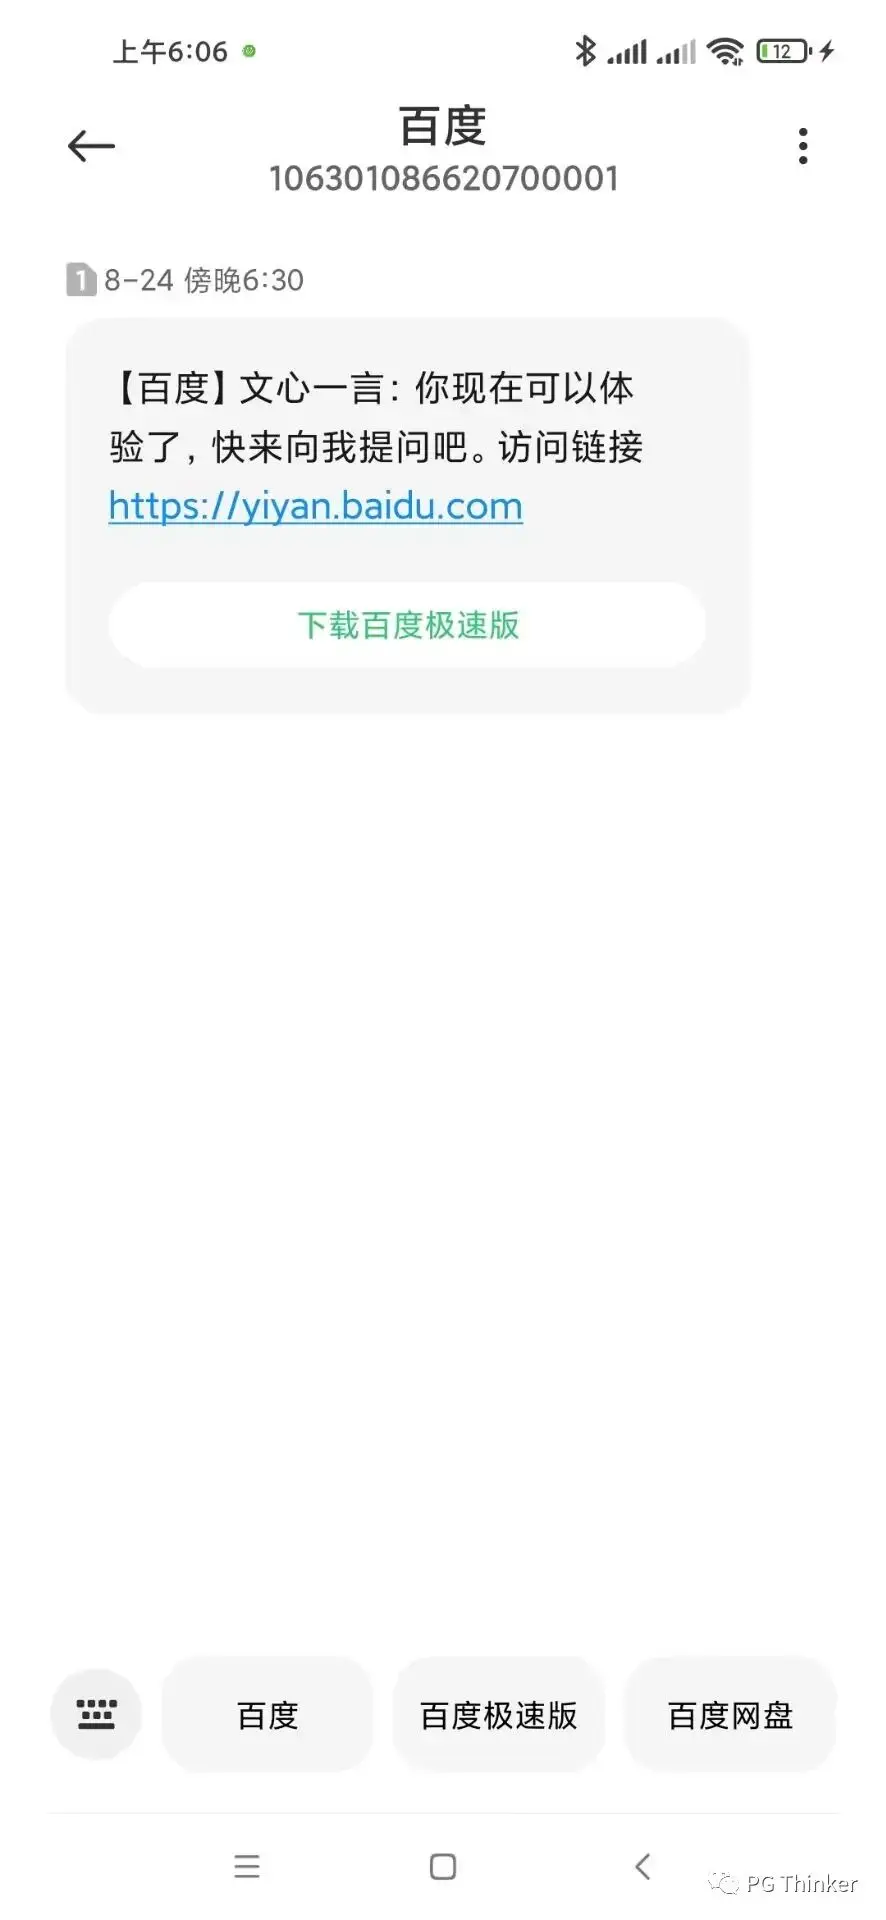 上午6:06
12
百度
106301086620700001
1 8-24 傍晚6:30
【百度】文心一言：你现在可以体
验了，快来向我提问吧。访问链接
https://yiyan.baidu.com
下载百度极速版
百度 百度极速版 百度网盘
PG Thinker